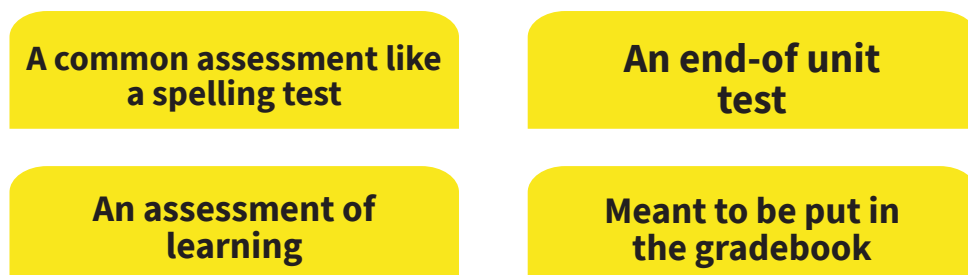 A common assessment like
a spelling test
An end-of unit
test
An assessment of
learning
Meant to be put in
the gradebook